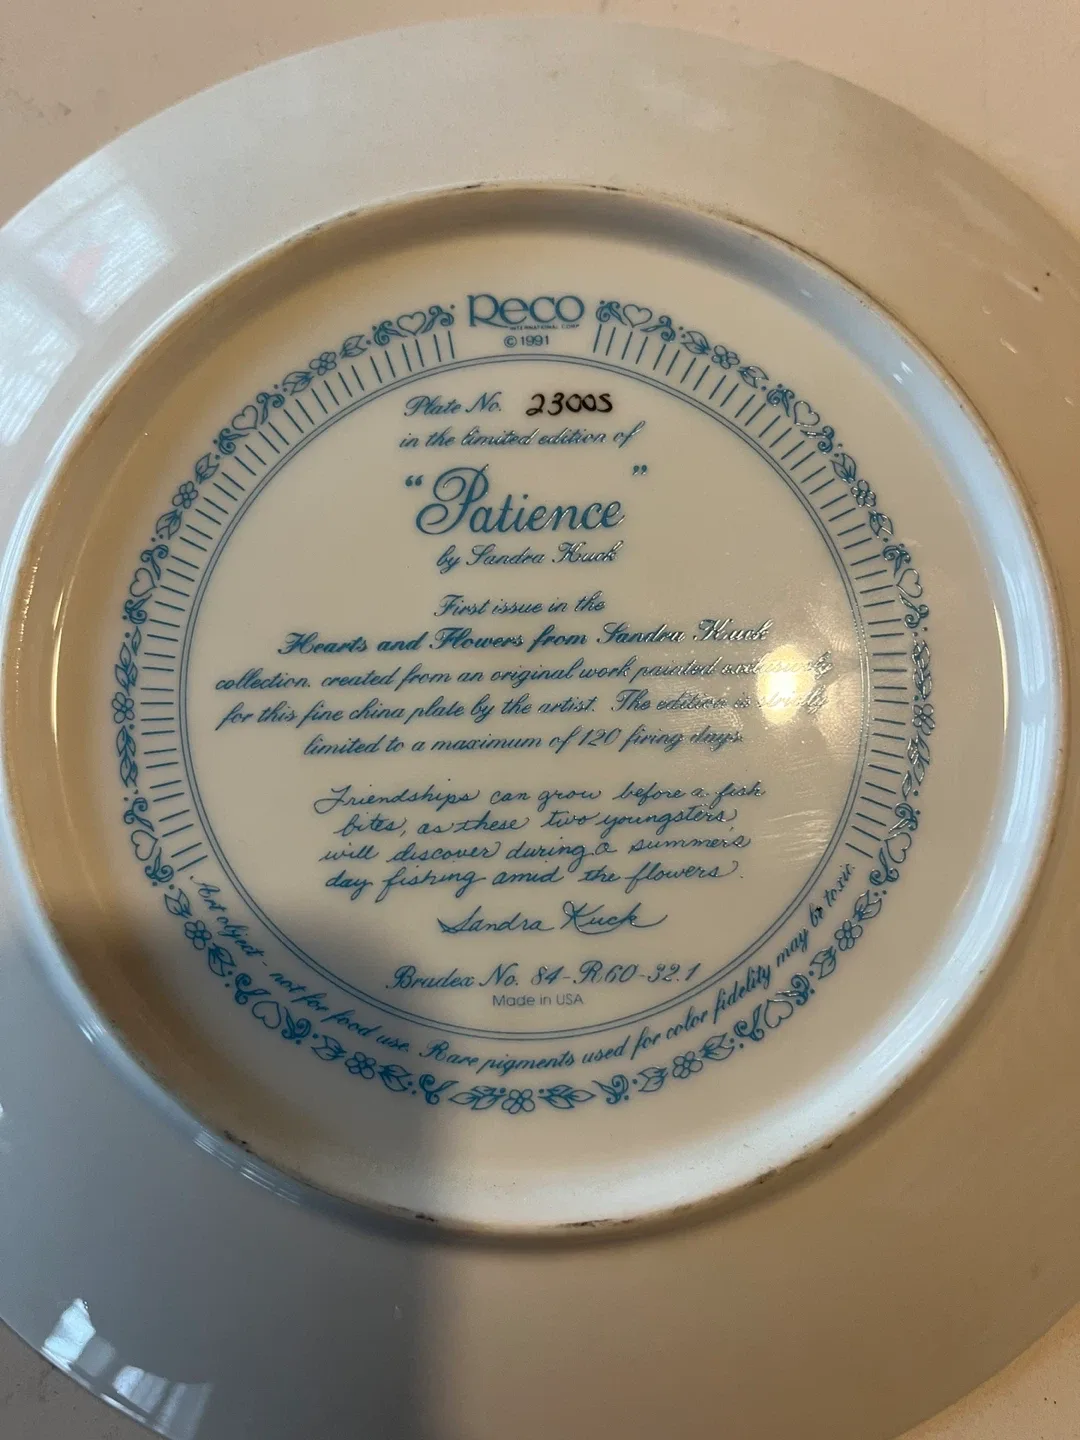 Reco
INTERNATIONAL CORP
© 1991
Plate No. 23005
in the limited edition of
"Patience"
by Sandra Kuck
First issue in the
Hearts and Flowers from Sandra Kuck
collection. created from an original work painted exclusively
for this fine china plate by the artist. The edition is strictly
limited to a maximum of 120 firing days.
Friendships can grow before a fish
bites, as these two youngsters
will discover during a summer's
day fishing amid the flowers.
Sandra Kuck
Bradex No. 84-R60-32.1
Made in USA
Art object - not for food use. Rare pigments used for color fidelity may be toxic.